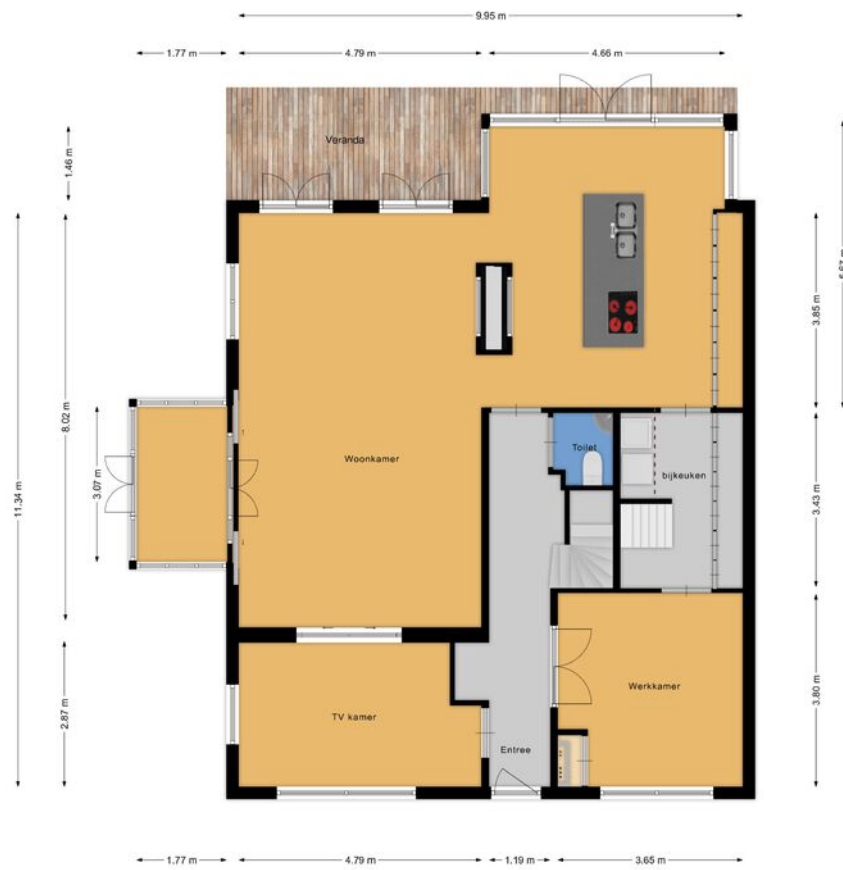 9.95 m
1.77 m
4.79 m
4.66 m
1.46 m
Veranda
11.34 m
8.02 m
3.07 m
2.87 m
Woonkamer
Toilet
bijkeuken
Werkkamer
TV kamer
Entree
3.85 m
3.43 m
3.80 m
1.77 m
4.79 m
1.19 m
3.65 m